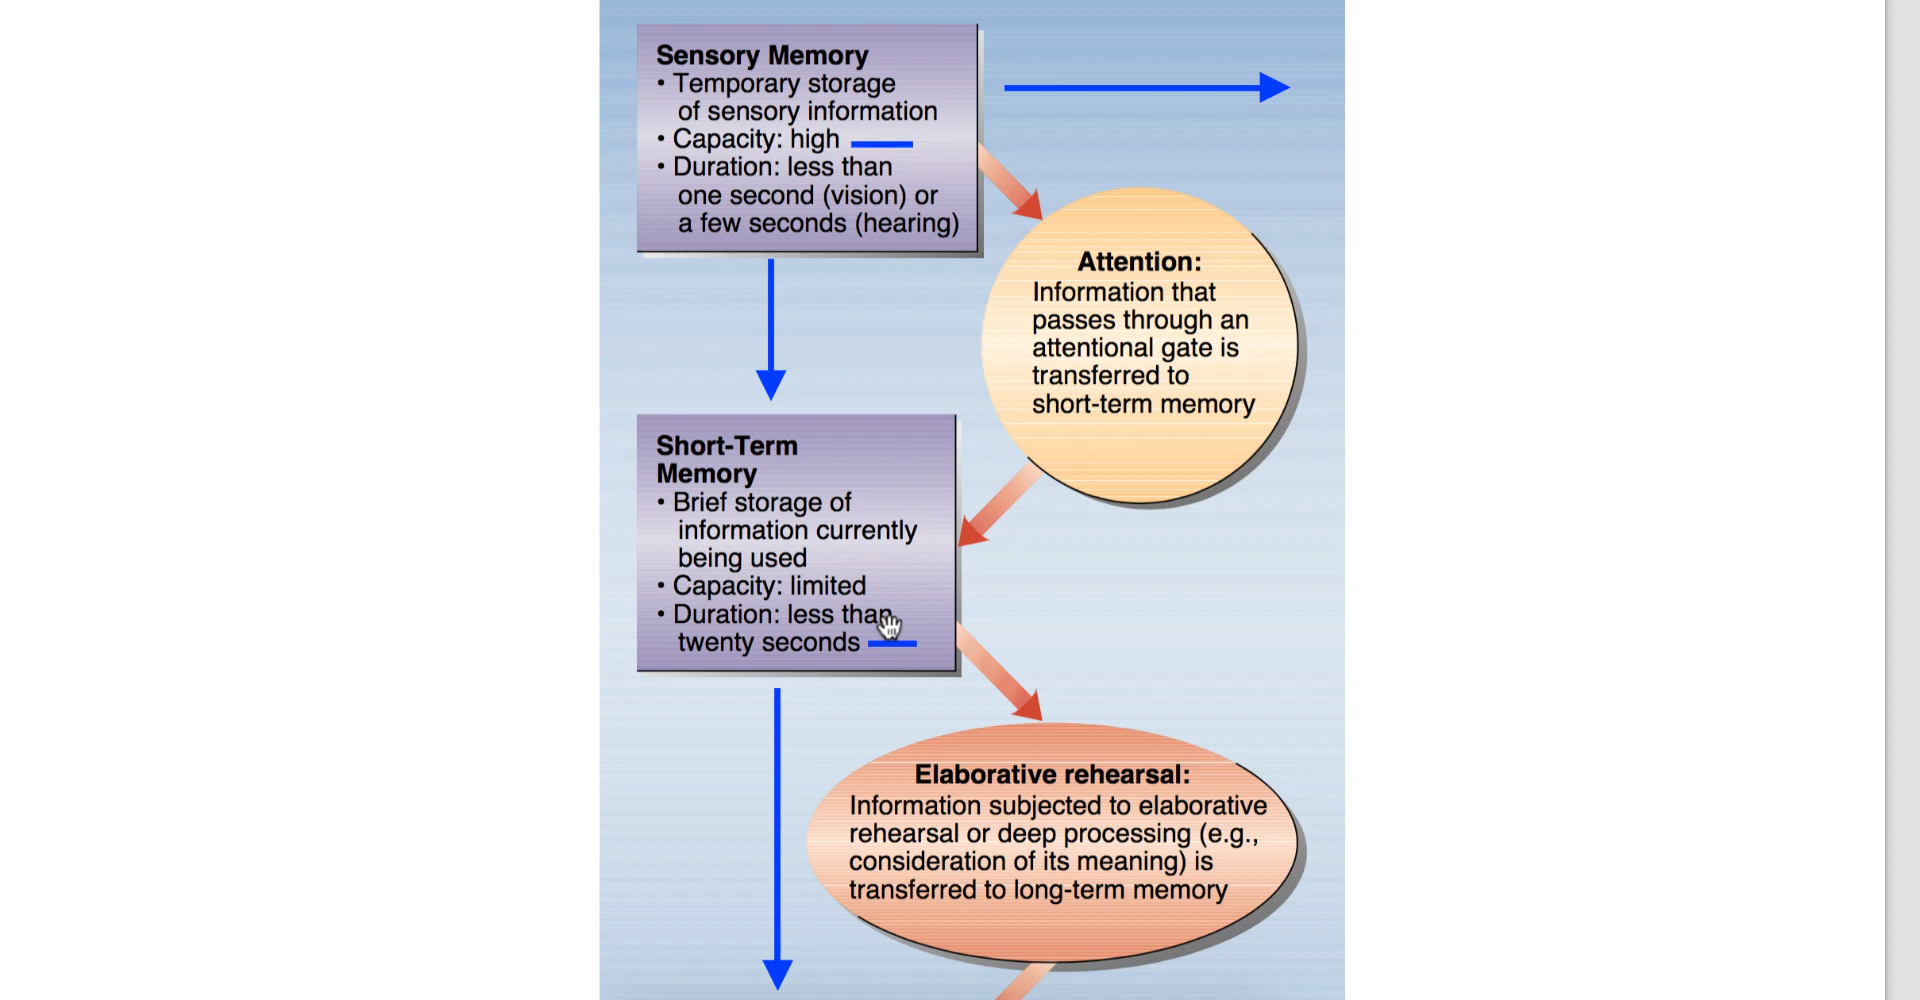 Sensory Memory
• Temporary storage
of sensory information
• Capacity: high
• Duration: less than
one second (vision) or
a few seconds (hearing)
Attention:
Information that
passes through an
attentional gate is
transferred to
short-term memory
Short-Term
Memory
• Brief storage of
information currently
being used
• Capacity: limited
• Duration: less than
twenty seconds
Elaborative rehearsal:
Information subjected to elaborative
rehearsal or deep processing (e.g.,
consideration of its meaning) is
transferred to long-term memory